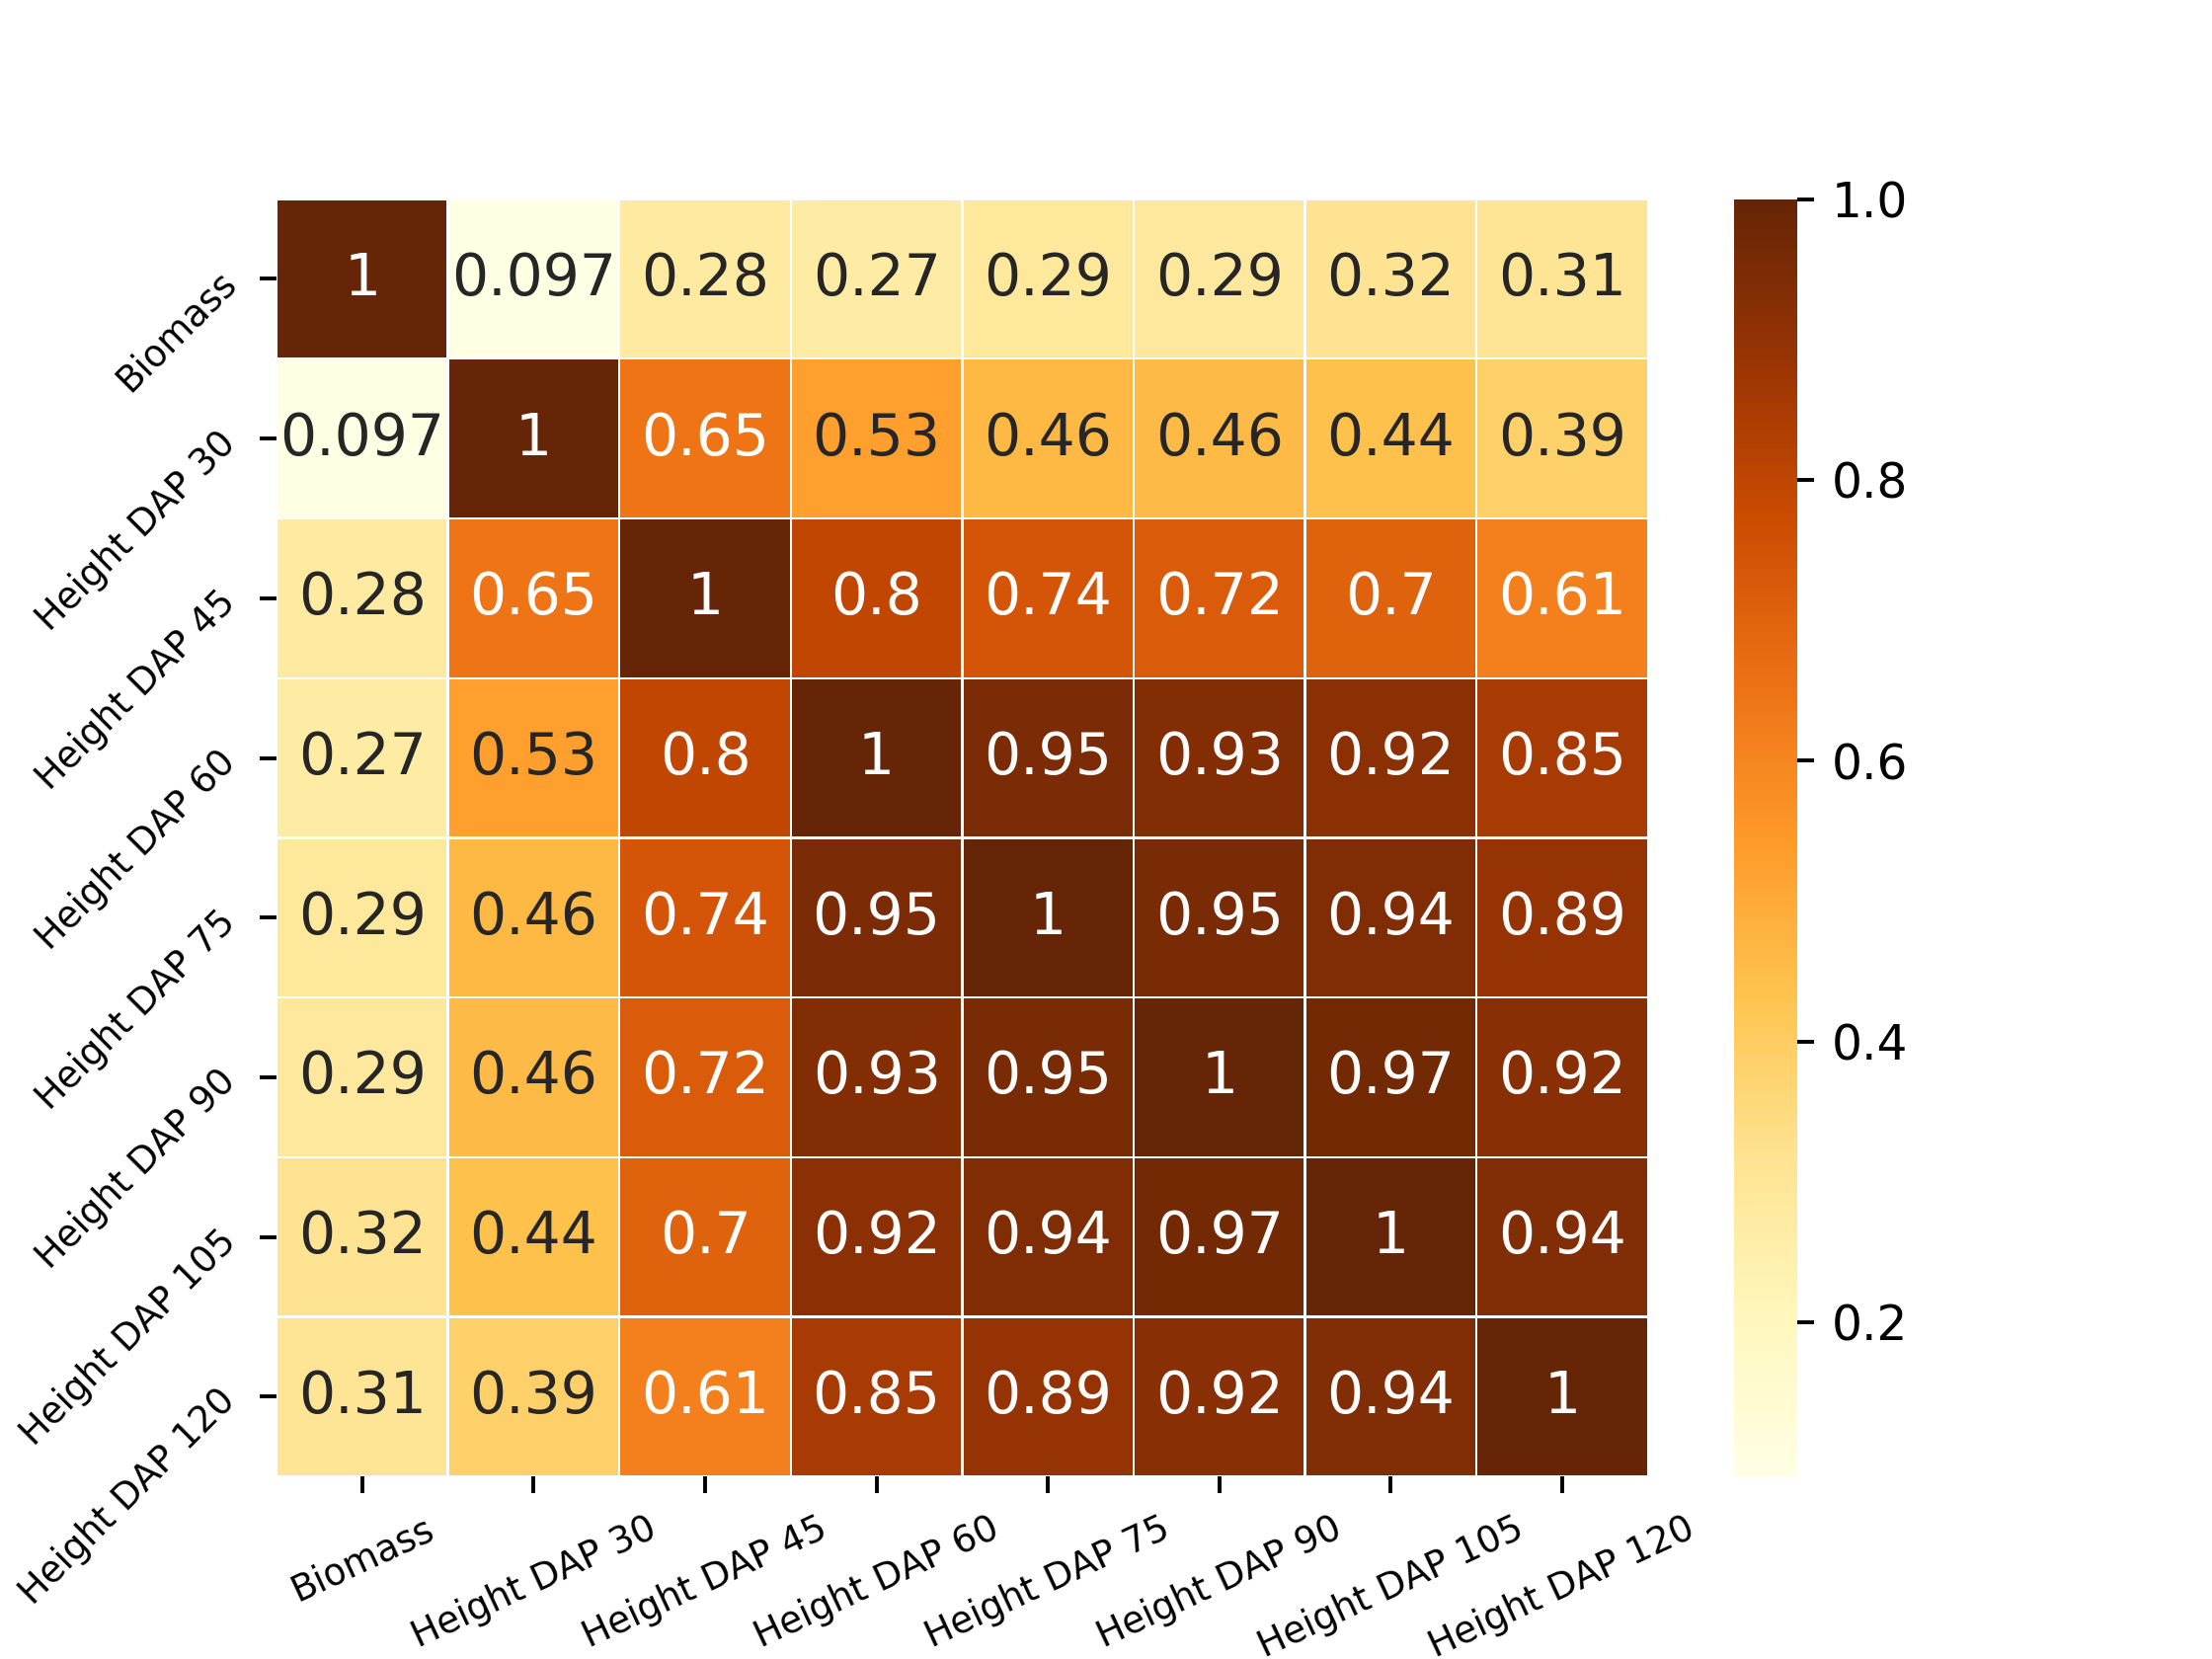 Biomass 1 0.097 0.28 0.27 0.29 0.29 0.32 0.31
Height DAP 30 0.097 1 0.65 0.53 0.46 0.46 0.44 0.39
Height DAP 45 0.28 0.65 1 0.8 0.74 0.72 0.7 0.61
Height DAP 60 0.27 0.53 0.8 1 0.95 0.93 0.92 0.85
Height DAP 75 0.29 0.46 0.74 0.95 1 0.95 0.94 0.89
Height DAP 90 0.29 0.46 0.72 0.93 0.95 1 0.97 0.92
Height DAP 105 0.32 0.44 0.7 0.92 0.94 0.97 1 0.94
Height DAP 120 0.31 0.39 0.61 0.85 0.89 0.92 0.94 1
Biomass
Height DAP 30
Height DAP 45
Height DAP 60
Height DAP 75
Height DAP 90
Height DAP 105
Height DAP 120
1.0
0.8
0.6
0.4
0.2